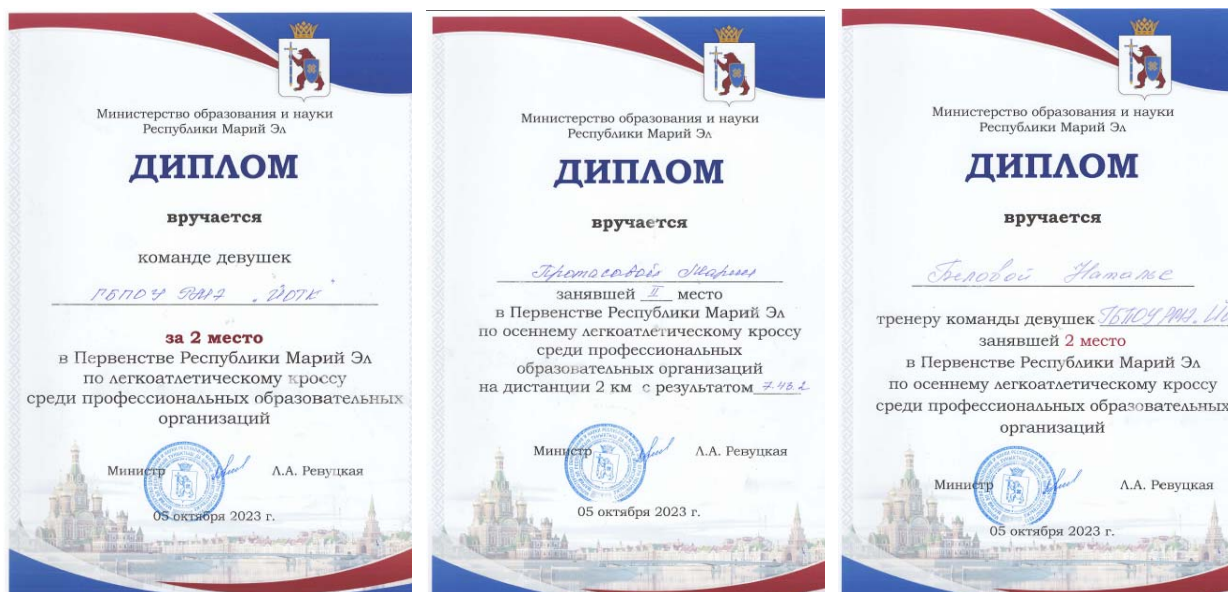 Министерство образования и науки
Республики Марий Эл
ДИПЛОМ
вручается
команде девушек
ГБПОУ РМЭ "ЙОТК"
за 2 место
в Первенстве Республики Марий Эл
по легкоатлетическому кроссу
среди профессиональных образовательных
организаций
Министр Л.А. Ревуцкая
05 октября 2023 г.
Министерство образования и науки
Республики Марий Эл
ДИПЛОМ
вручается
Протасовой Марии
занявшей II место
в Первенстве Республики Марий Эл
по осеннему легкоатлетическому кроссу
среди профессиональных
образовательных организаций
на дистанции 2 км с результатом 7.43.2
Министр Л.А. Ревуцкая
05 октября 2023 г.
Министерство образования и науки
Республики Марий Эл
ДИПЛОМ
вручается
Беловой Наталье
тренеру команды девушек ГБПОУ РМЭ
занявшей 2 место
в Первенстве Республики Марий Эл
по осеннему легкоатлетическому кроссу
среди профессиональных образовательных
организаций
Министр Л.А. Ревуцкая
05 октября 2023 г.